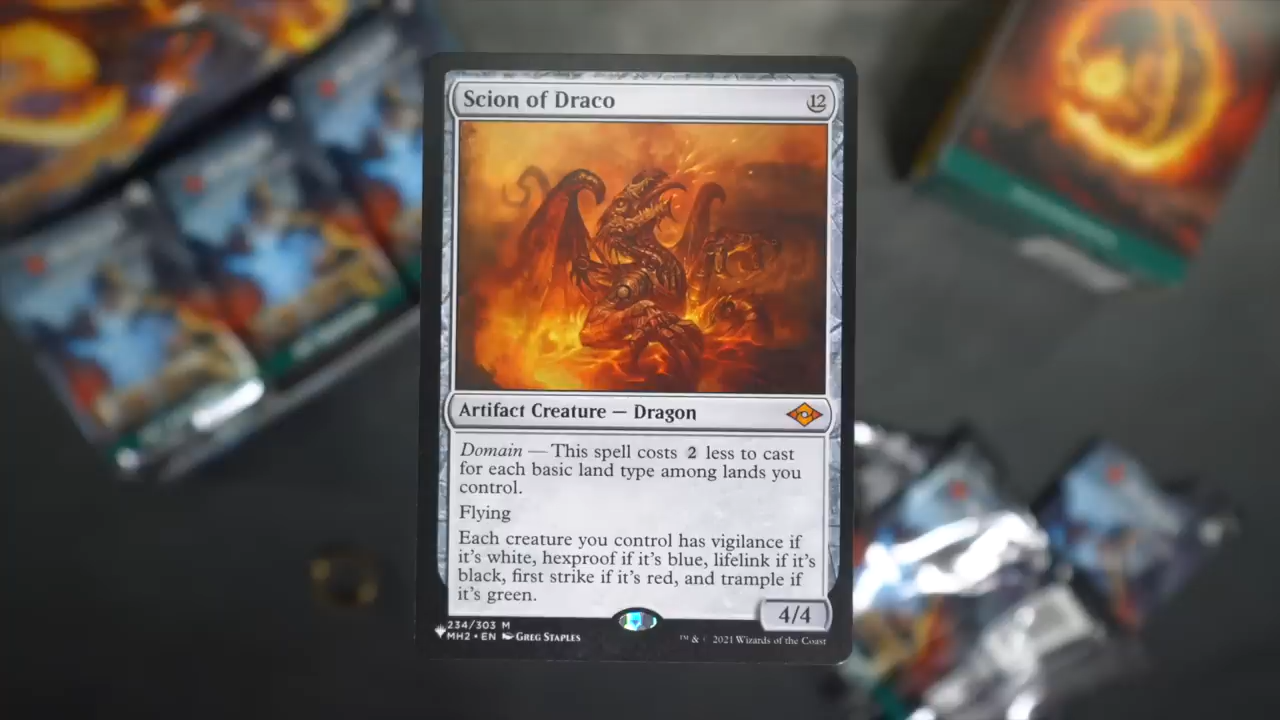 Scion of Draco 12
Artifact Creature — Dragon
Domain — This spell costs 2 less to cast
for each basic land type among lands you
control.
Flying
Each creature you control has vigilance if
it's white, hexproof if it's blue, lifelink if it's
black, first strike if it's red, and trample if
it's green.
4/4
234/303 M
MH2 • EN Greg Staples
™ & © 2021 Wizards of the Coast